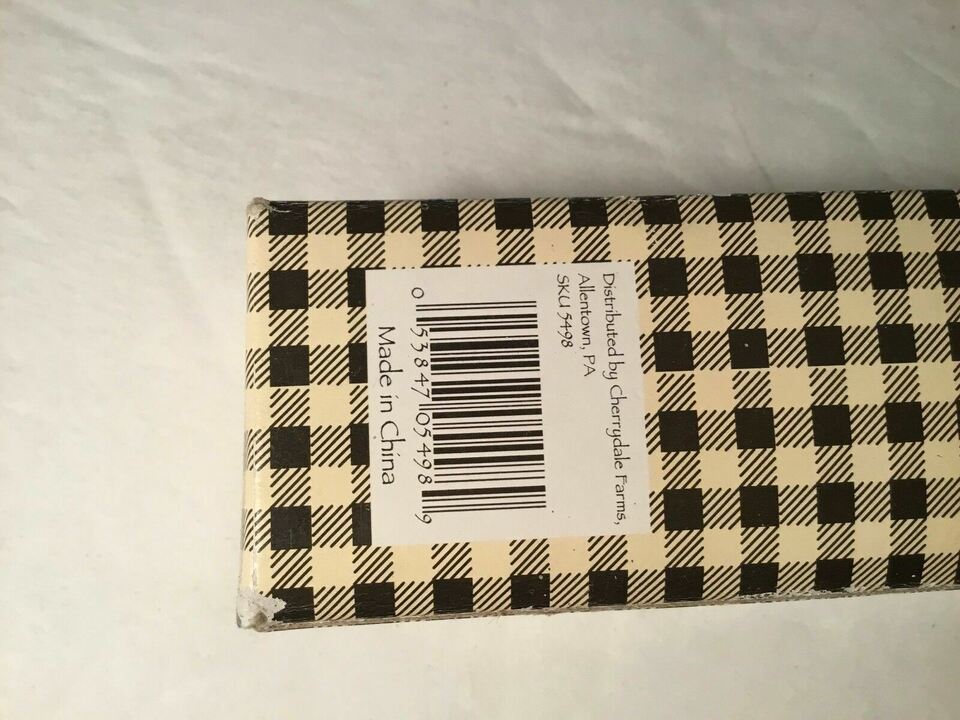 Distributed by Cherrydale Farms,
Allentown, PA
SKU 5498
0 53847 05498 9
Made in China